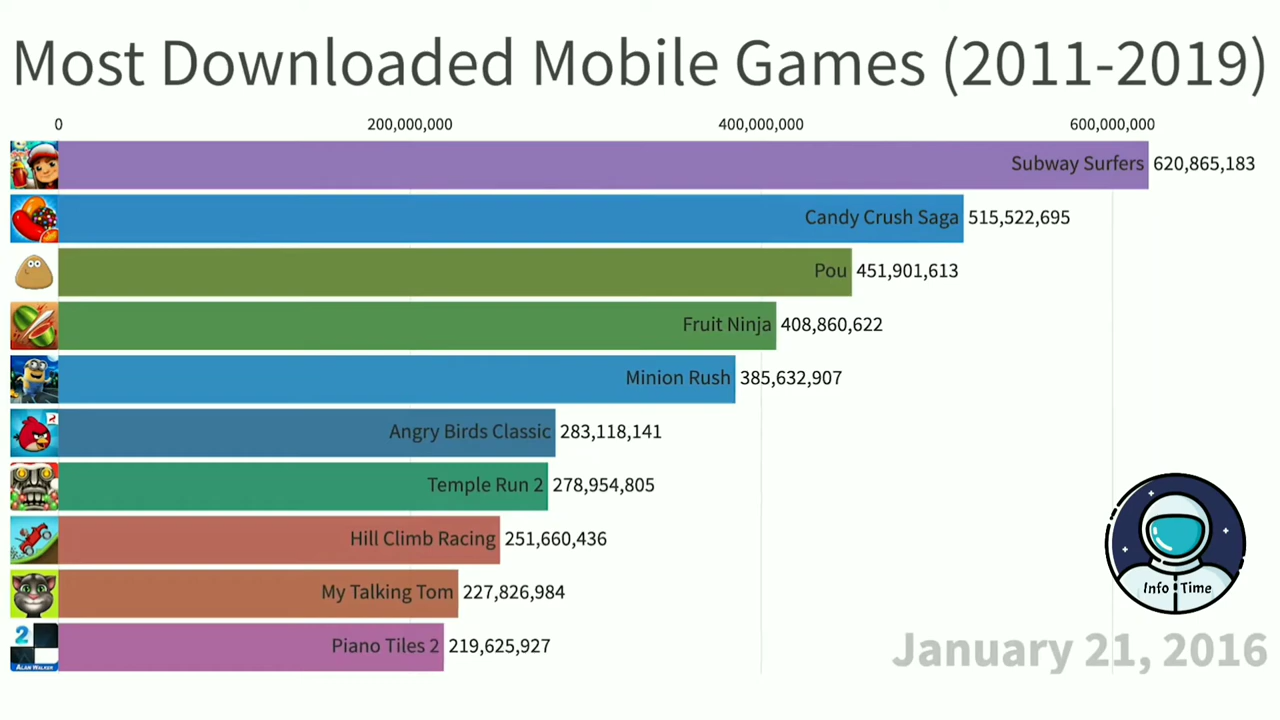 Most Downloaded Mobile Games (2011-2019)
0 200,000,000 400,000,000 600,000,000
Subway Surfers 620,865,183
Candy Crush Saga 515,522,695
Pou 451,901,613
Fruit Ninja 408,860,622
Minion Rush 385,632,907
Angry Birds Classic 283,118,141
Temple Run 2 278,954,805
Hill Climb Racing 251,660,436
My Talking Tom 227,826,984
2
ALAN WALKER
Piano Tiles 2 219,625,927
Info Time
January 21, 2016